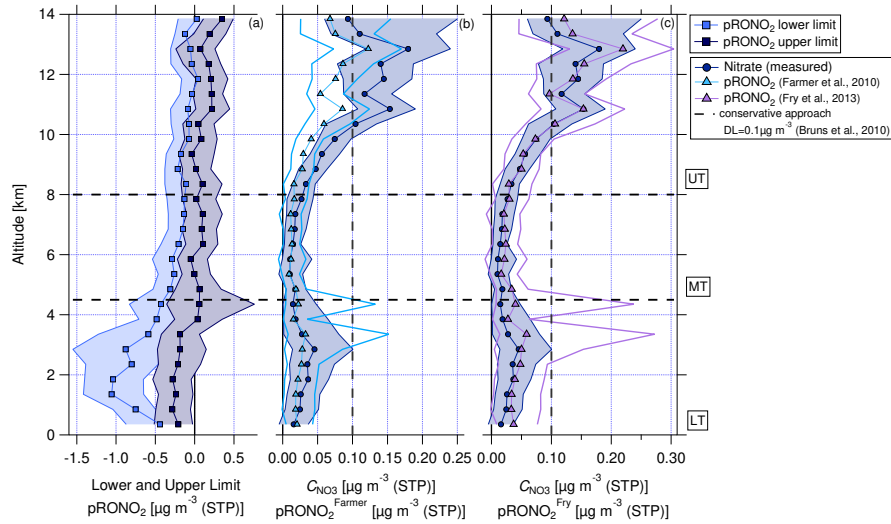 (a)
(b)
(c)
pRONO2 lower limit
pRONO2 upper limit
Nitrate (measured)
pRONO2 (Farmer et al., 2010)
pRONO2 (Fry et al., 2013)
conservative approach
DL=0.1µg m-3 (Bruns et al., 2010)
14
12
10
8
6
4
2
0
Altitude [km]
UT
MT
LT
-1.5 -1.0 -0.5 0.0 0.5
0.00 0.05 0.10 0.15 0.20 0.25
0.00 0.10 0.20 0.30
Lower and Upper Limit
pRONO2 [µg m-3 (STP)]
CNO3 [µg m-3 (STP)]
pRONO2Farmer [µg m-3 (STP)]
CNO3 [µg m-3 (STP)]
pRONO2Fry [µg m-3 (STP)]